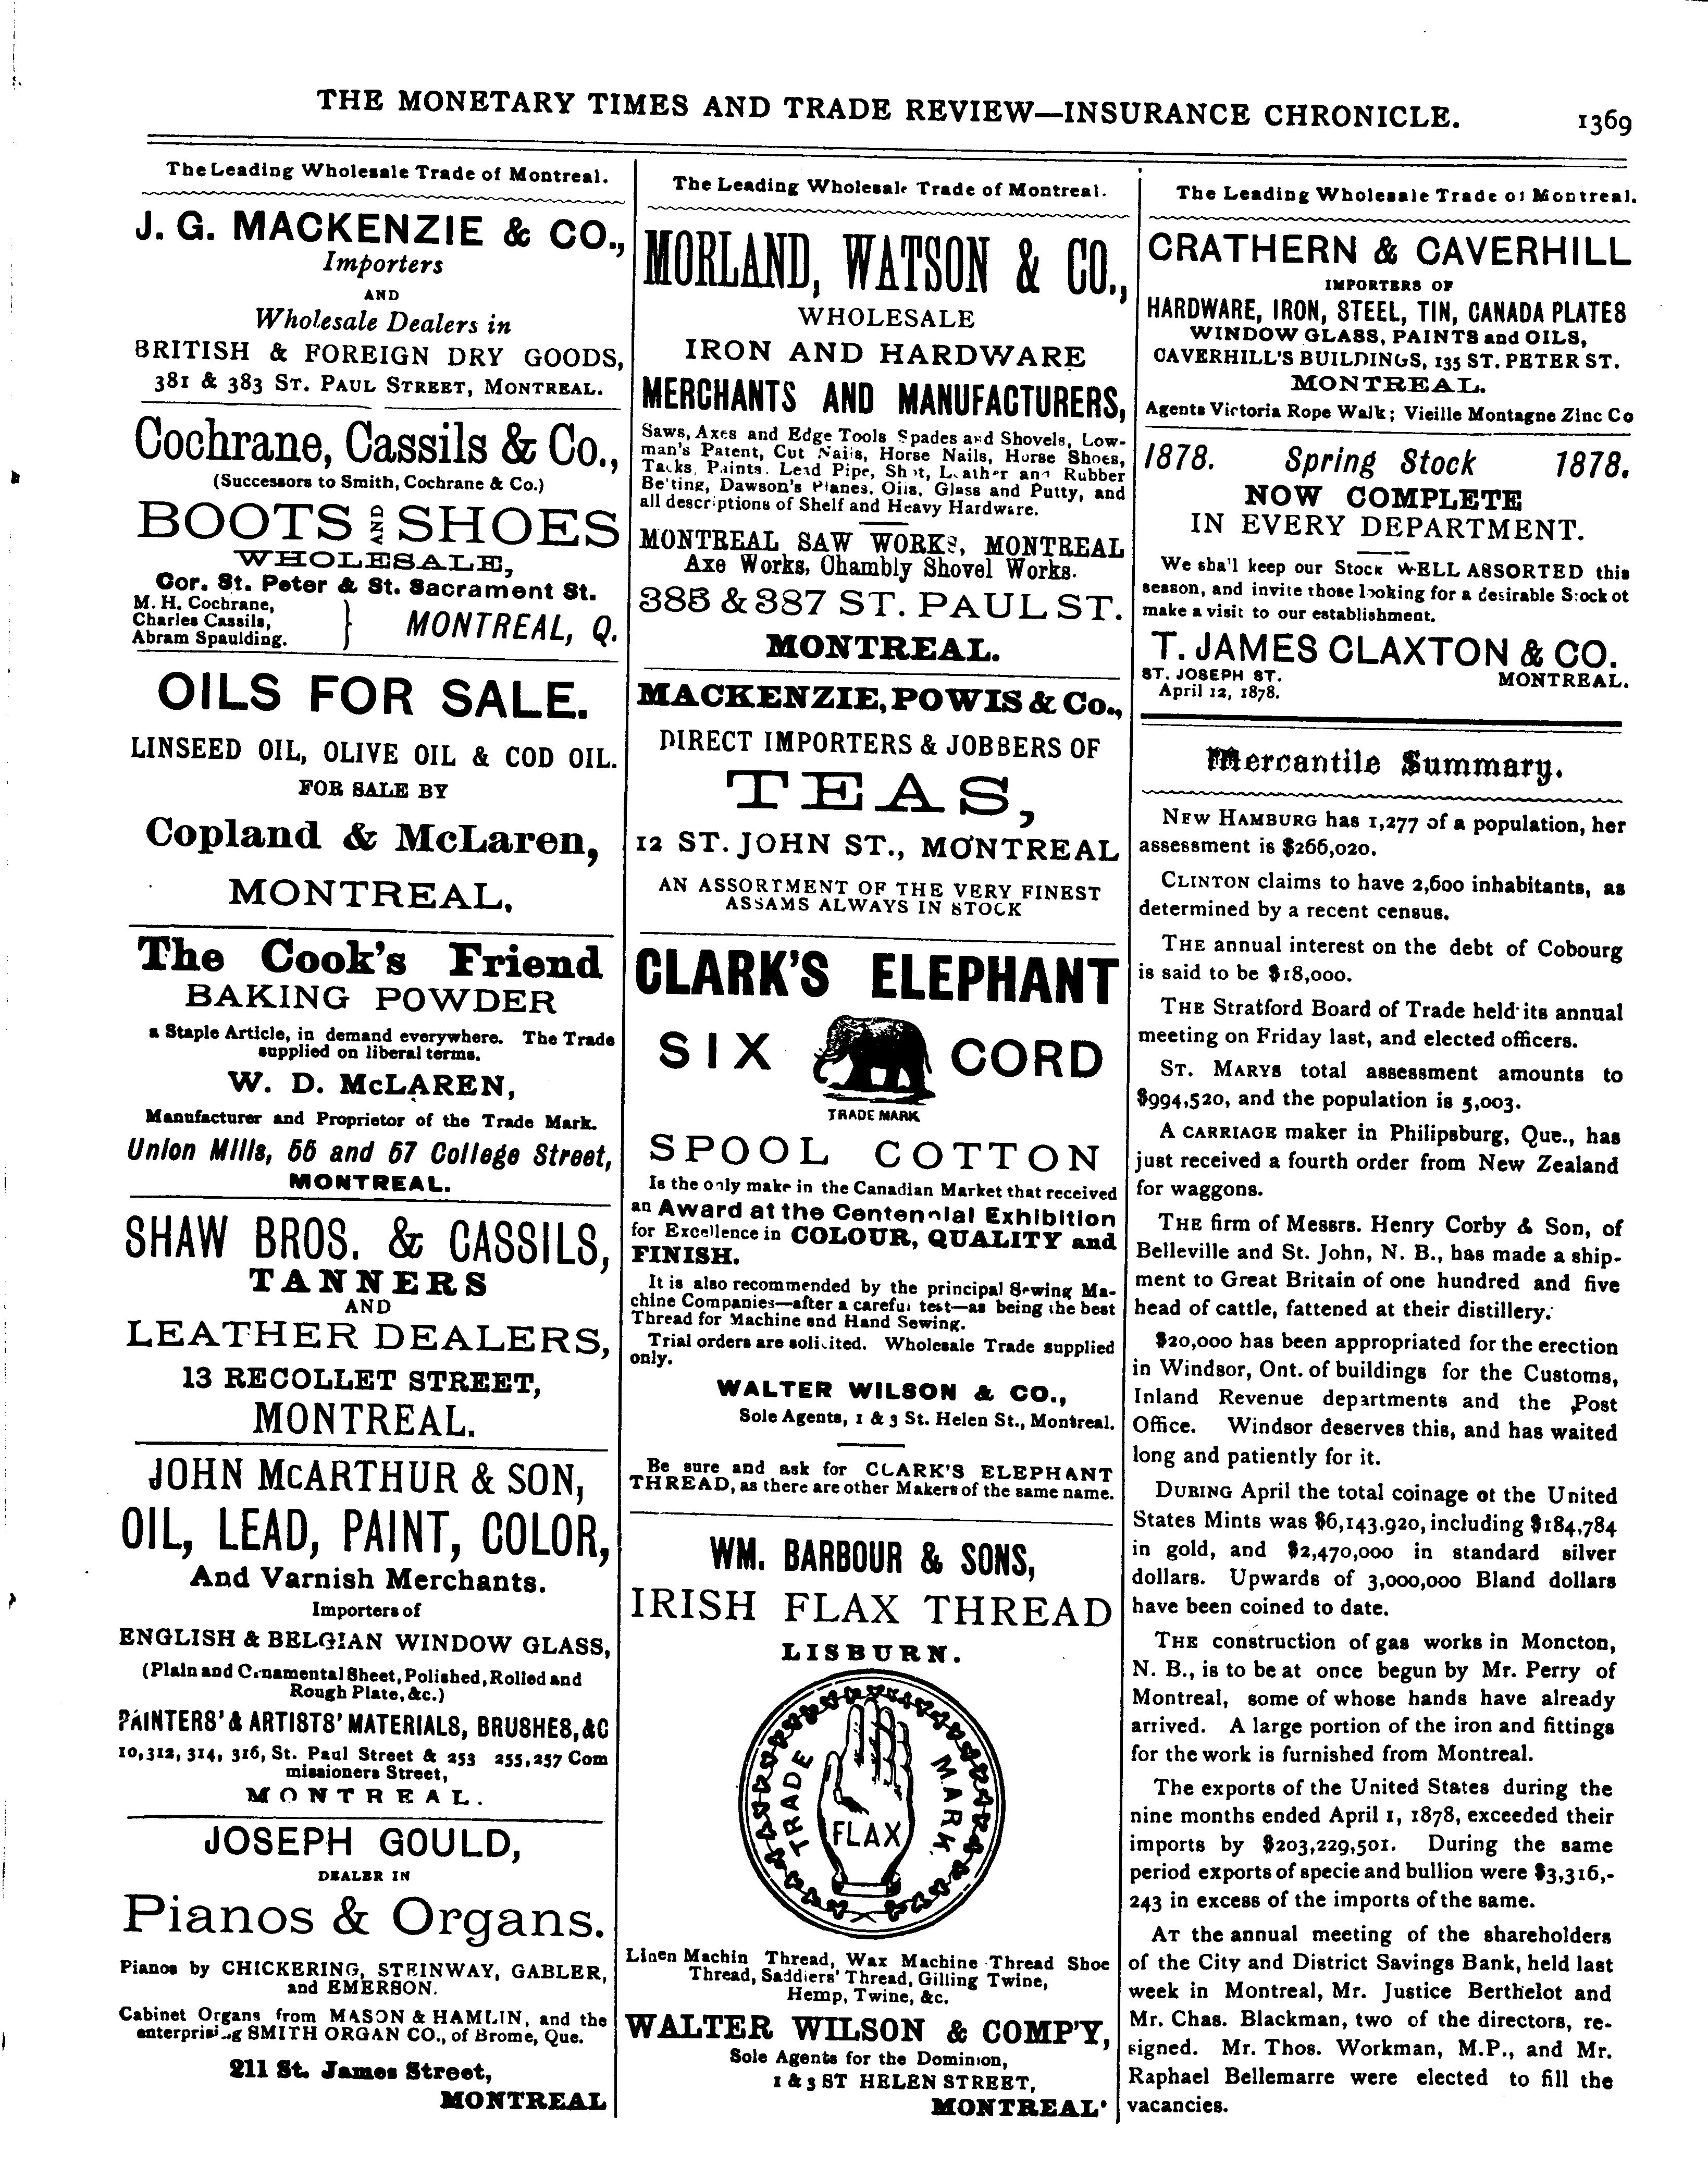 THE MONETARY TIMES AND TRADE REVIEW—INSURANCE CHRONICLE. 1369
The Leading Wholesale Trade of Montreal.
J. G. MACKENZIE & CO.,
Importers
AND
Wholesale Dealers in
BRITISH & FOREIGN DRY GOODS,
381 & 383 ST. PAUL STREET, MONTREAL.
Cochrane, Cassils & Co.,
(Successors to Smith, Cochrane & Co.)
BOOTS AND SHOES
WHOLESALE,
Cor. St. Peter & St. Sacrament St.
M. H. Cochrane,
Charles Cassils,
Abram Spaulding.
MONTREAL, Q.
OILS FOR SALE.
LINSEED OIL, OLIVE OIL & COD OIL.
FOR SALE BY
Copland & McLaren,
MONTREAL.
The Cook's Friend
BAKING POWDER
a Staple Article, in demand everywhere. The Trade
supplied on liberal terms.
W. D. McLAREN,
Manufacturer and Proprietor of the Trade Mark.
Union Mills, 55 and 57 College Street,
MONTREAL.
SHAW BROS. & CASSILS,
TANNERS
AND
LEATHER DEALERS,
13 RECOLLET STREET,
MONTREAL.
JOHN McARTHUR & SON,
OIL, LEAD, PAINT, COLOR,
And Varnish Merchants.
Importers of
ENGLISH & BELGIAN WINDOW GLASS,
(Plain and Ornamental Sheet, Polished, Rolled and
Rough Plate, &c.)
PAINTERS' & ARTISTS' MATERIALS, BRUSHES, &C
10, 312, 314, 316, St. Paul Street & 253 255, 257 Com
missioners Street,
MONTREAL.
JOSEPH GOULD,
DEALER IN
Pianos & Organs.
Pianos by CHICKERING, STEINWAY, GABLER,
and EMERSON.
Cabinet Organs from MASON & HAMLIN, and the
enterprising SMITH ORGAN CO., of Brome, Que.
211 St. James Street,
MONTREAL
The Leading Wholesale Trade of Montreal.
MORLAND, WATSON & CO.,
WHOLESALE
IRON AND HARDWARE
MERCHANTS AND MANUFACTURERS,
Saws, Axes and Edge Tools Spades and Shovels, Low-
man's Patent, Cut Nails, Horse Nails, Horse Shoes,
Tacks, Paints. Lead Pipe, Shot, Leather and Rubber
Belting, Dawson's Planes, Oils, Glass and Putty, and
all descriptions of Shelf and Heavy Hardware.
MONTREAL SAW WORKS, MONTREAL
Axe Works, Chambly Shovel Works.
385 & 387 ST. PAUL ST.
MONTREAL.
MACKENZIE, POWIS & Co.,
DIRECT IMPORTERS & JOBBERS OF
TEAS,
12 ST. JOHN ST., MONTREAL
AN ASSORTMENT OF THE VERY FINEST
ASSAMS ALWAYS IN STOCK
CLARK'S ELEPHANT
SIX CORD
TRADE MARK
SPOOL COTTON
Is the only make in the Canadian Market that received
an Award at the Centennial Exhibition
for Excellence in COLOUR, QUALITY and
FINISH.
It is also recommended by the principal Sewing Ma-
chine Companies—after a careful test—as being the best
Thread for Machine and Hand Sewing.
Trial orders are solicited. Wholesale Trade supplied
only.
WALTER WILSON & CO.,
Sole Agents, 1 & 3 St. Helen St., Montreal.
Be sure and ask for CLARK'S ELEPHANT
THREAD, as there are other Makers of the same name.
WM. BARBOUR & SONS,
IRISH FLAX THREAD
LISBURN.
TRADE MARK.
FLAX
Linen Machin Thread, Wax Machine Thread Shoe
Thread, Saddlers' Thread, Gilling Twine,
Hemp, Twine, &c.
WALTER WILSON & COMP'Y,
Sole Agents for the Dominion,
1 & 3 ST HELEN STREET,
MONTREAL'
The Leading Wholesale Trade of Montreal.
CRATHERN & CAVERHILL
IMPORTERS OF
HARDWARE, IRON, STEEL, TIN, CANADA PLATES
WINDOW GLASS, PAINTS and OILS,
CAVERHILL'S BUILDINGS, 135 ST. PETER ST.
MONTREAL.
Agents Victoria Rope Walk; Vieille Montagne Zinc Co
1878. Spring Stock 1878.
NOW COMPLETE
IN EVERY DEPARTMENT.
We shall keep our Stock WELL ASSORTED this
season, and invite those looking for a desirable Stock ot
make a visit to our establishment.
T. JAMES CLAXTON & CO.
ST. JOSEPH ST. MONTREAL.
April 12, 1878.
Mercantile Summary.
NEW HAMBURG has 1,277 of a population, her
assessment is $266,020.
CLINTON claims to have 2,600 inhabitants, as
determined by a recent census.
THE annual interest on the debt of Cobourg
is said to be $18,000.
THE Stratford Board of Trade held its annual
meeting on Friday last, and elected officers.
ST. MARYS total assessment amounts to
$994,520, and the population is 5,003.
A CARRIAGE maker in Philipsburg, Que., has
just received a fourth order from New Zealand
for waggons.
THE firm of Messrs. Henry Corby & Son, of
Belleville and St. John, N. B., has made a ship-
ment to Great Britain of one hundred and five
head of cattle, fattened at their distillery.
$20,000 has been appropriated for the erection
in Windsor, Ont. of buildings for the Customs,
Inland Revenue departments and the Post
Office. Windsor deserves this, and has waited
long and patiently for it.
DURING April the total coinage of the United
States Mints was $6,143,920, including $184,784
in gold, and $2,470,000 in standard silver
dollars. Upwards of 3,000,000 Bland dollars
have been coined to date.
THE construction of gas works in Moncton,
N. B., is to be at once begun by Mr. Perry of
Montreal, some of whose hands have already
arrived. A large portion of the iron and fittings
for the work is furnished from Montreal.
The exports of the United States during the
nine months ended April 1, 1878, exceeded their
imports by $203,229,501. During the same
period exports of specie and bullion were $3,316,-
243 in excess of the imports of the same.
AT the annual meeting of the shareholders
of the City and District Savings Bank, held last
week in Montreal, Mr. Justice Berthelot and
Mr. Chas. Blackman, two of the directors, re-
signed. Mr. Thos. Workman, M.P., and Mr.
Raphael Bellemarre were elected to fill the
vacancies.